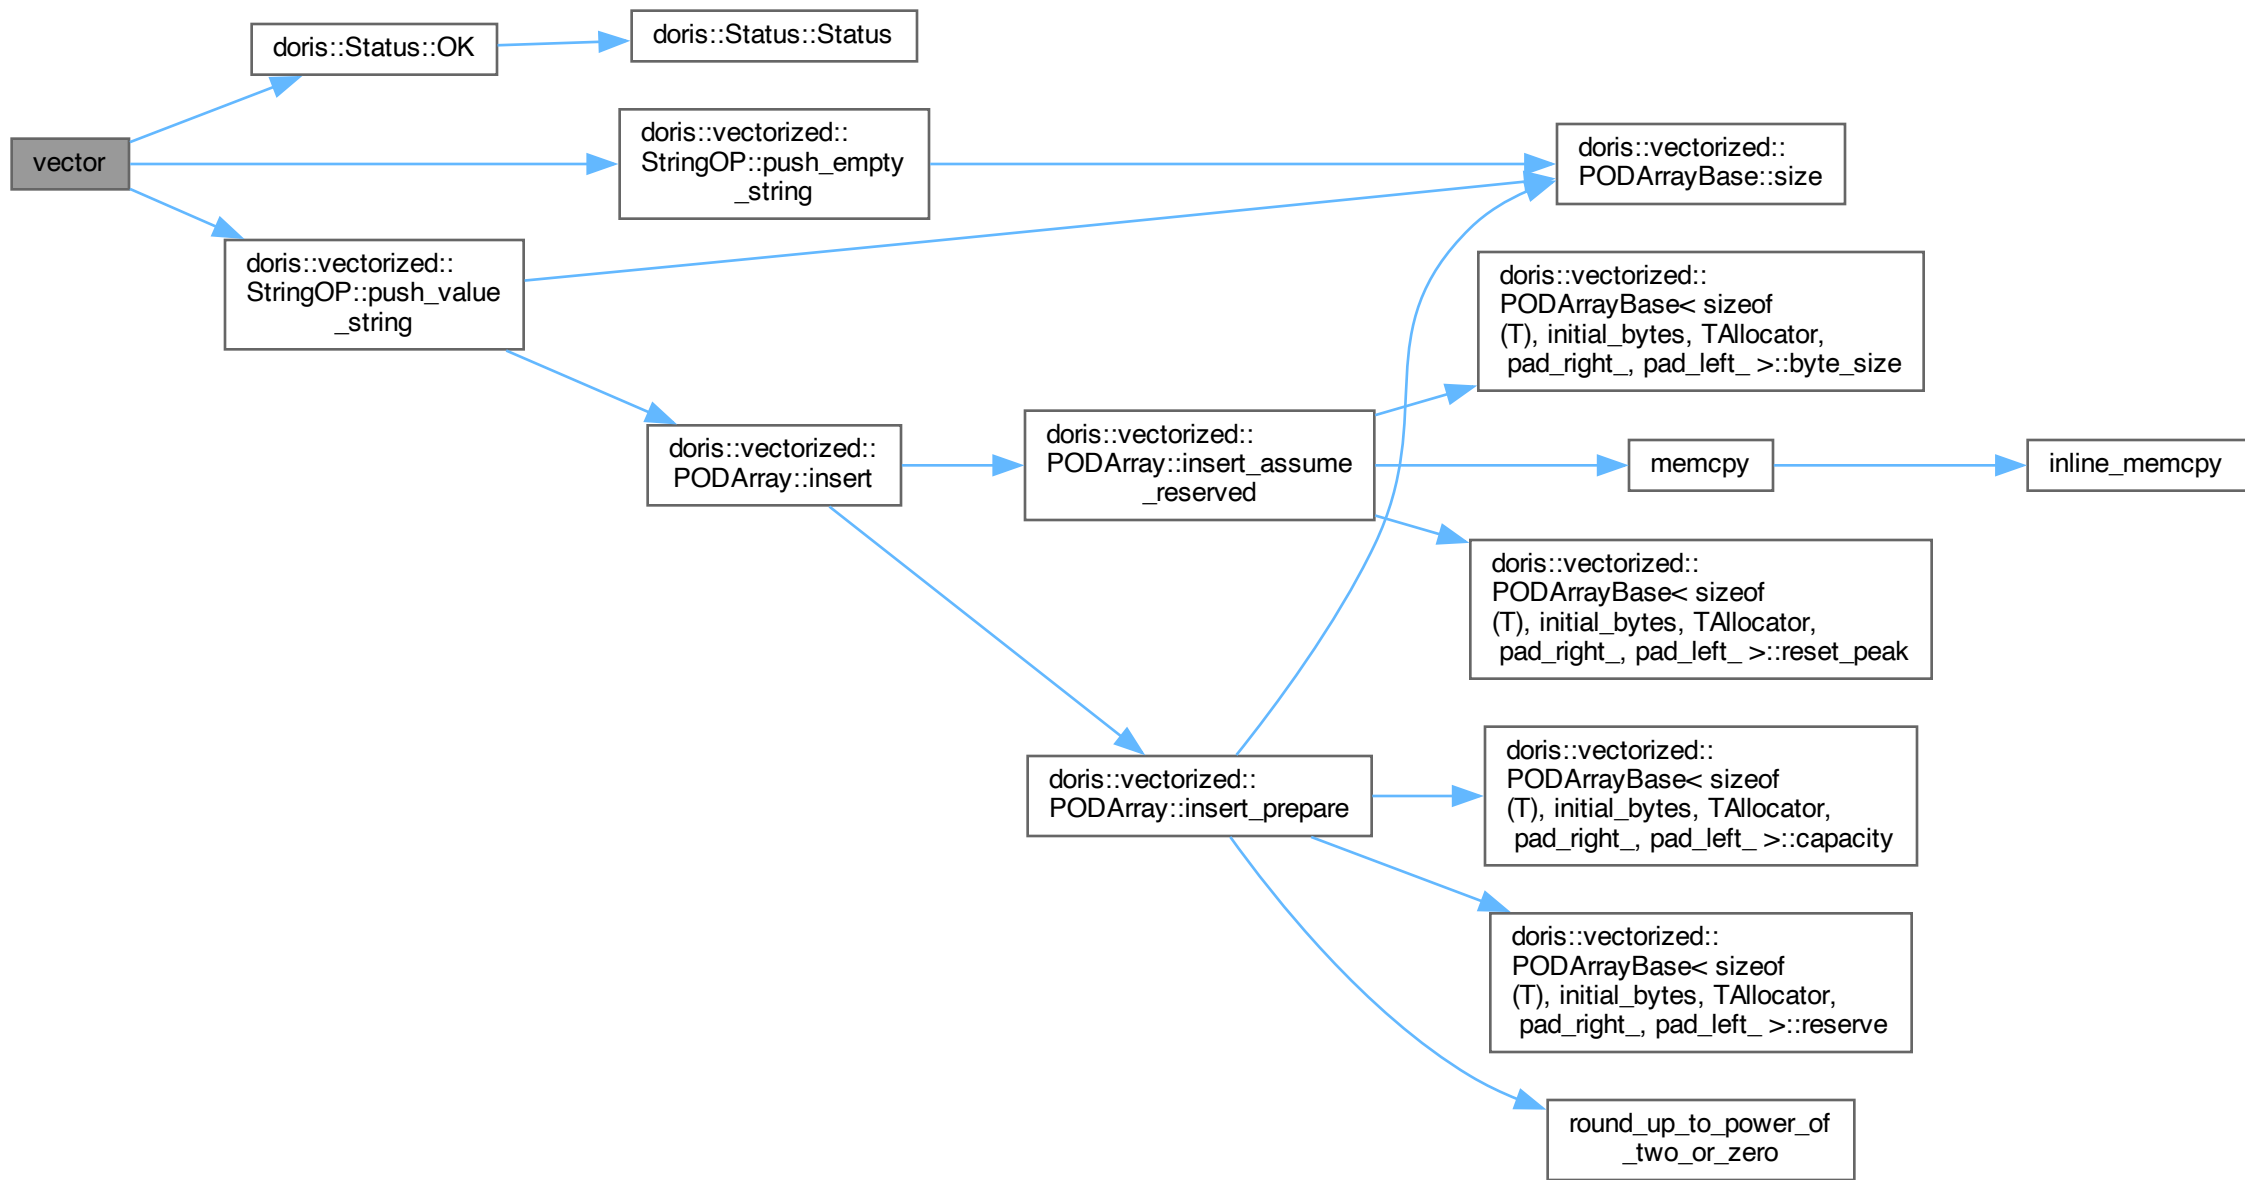 doris::Status::OK
doris::Status::Status
vector
doris::vectorized::
StringOP::push_empty
_string
doris::vectorized::
PODArrayBase::size
doris::vectorized::
StringOP::push_value
_string
doris::vectorized::
PODArrayBase< sizeof
(T), initial_bytes, TAllocator,
pad_right_, pad_left_ >::byte_size
doris::vectorized::
PODArray::insert
doris::vectorized::
PODArray::insert_assume
_reserved
memcpy
inline_memcpy
doris::vectorized::
PODArrayBase< sizeof
(T), initial_bytes, TAllocator,
pad_right_, pad_left_ >::reset_peak
doris::vectorized::
PODArray::insert_prepare
doris::vectorized::
PODArrayBase< sizeof
(T), initial_bytes, TAllocator,
pad_right_, pad_left_ >::capacity
doris::vectorized::
PODArrayBase< sizeof
(T), initial_bytes, TAllocator,
pad_right_, pad_left_ >::reserve
round_up_to_power_of
_two_or_zero